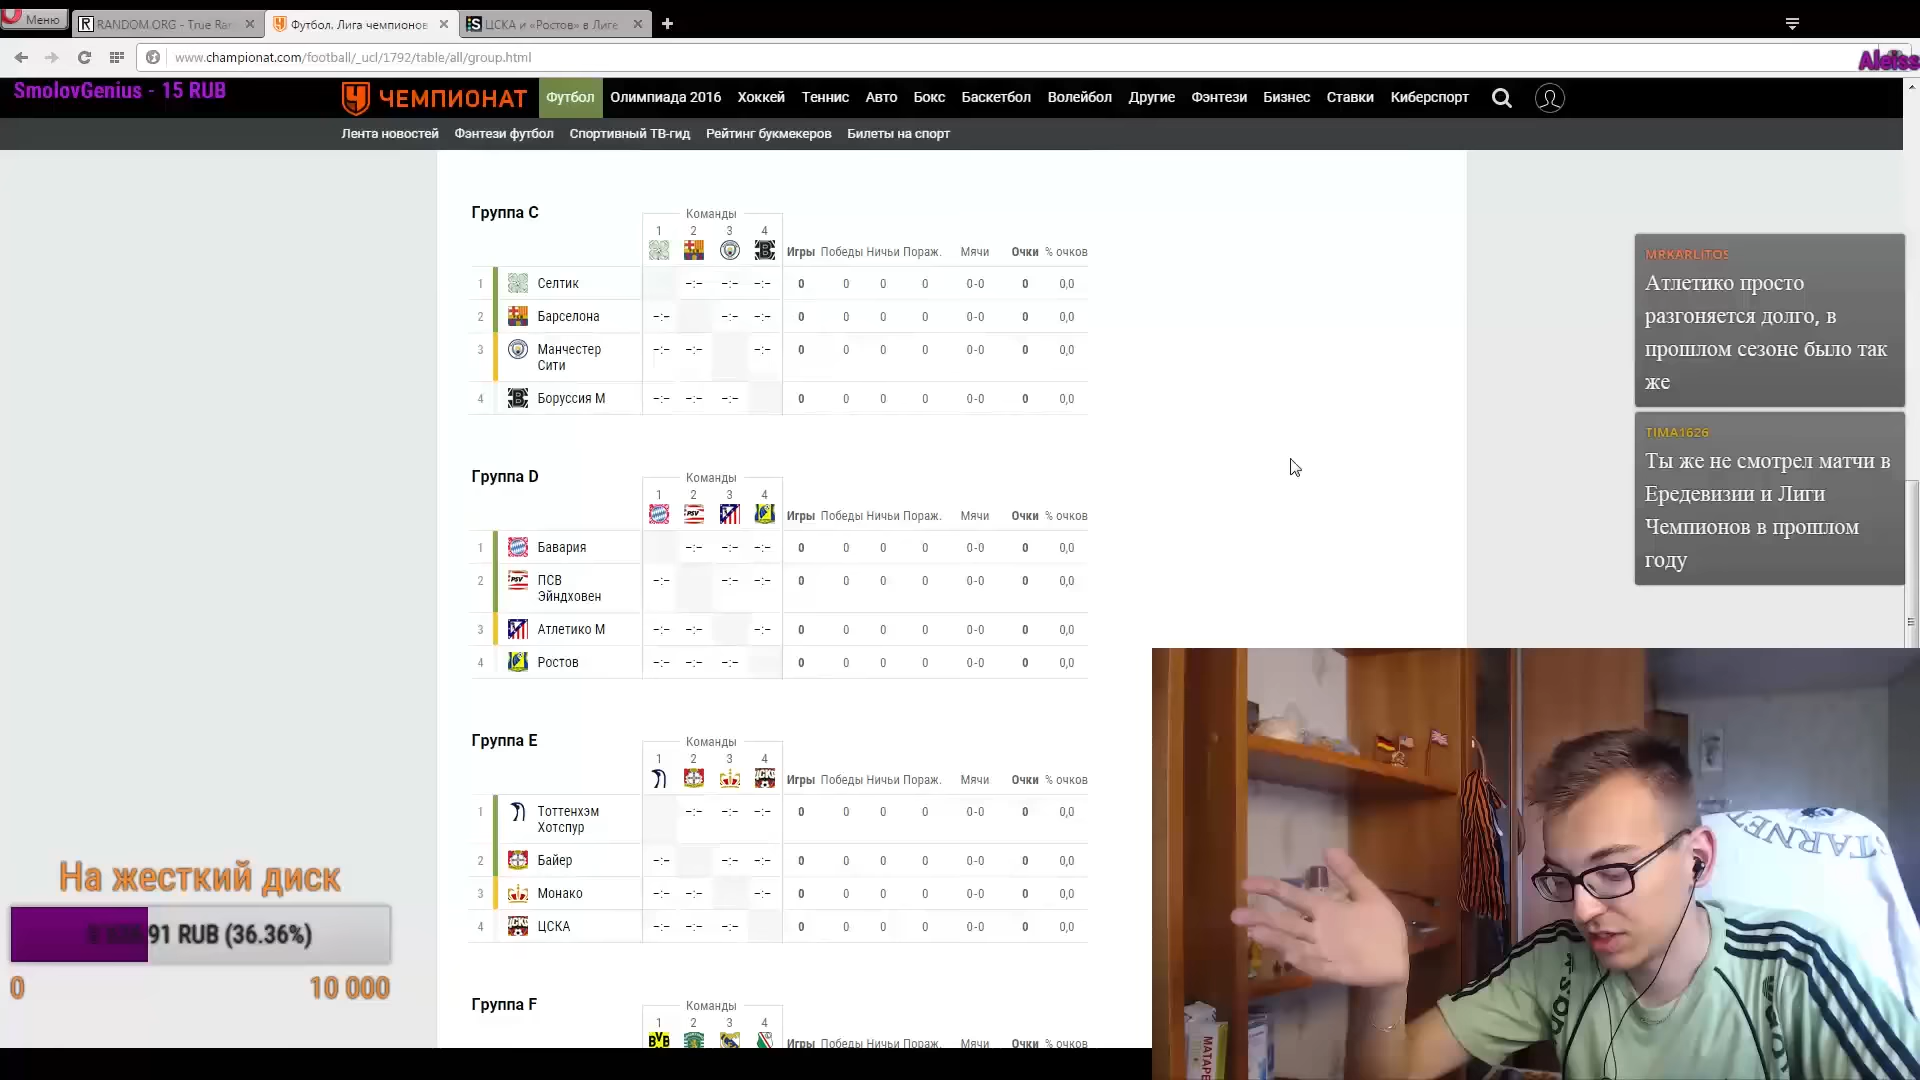 Меню
RANDOM.ORG - True Ran
Футбол. Лига чемпионов
ЦСКА и «Ростов» в Лиге
www.championat.com/football/_ucl/1792/table/all/group.html
Aleiss
SmolovGenius - 15 RUB
ЧЕМПИОНАТ
Футбол Олимпиада 2016 Хоккей Теннис Авто Бокс Баскетбол Волейбол Другие Фэнтези Бизнес Ставки Киберспорт
Лента новостей Фэнтези футбол Спортивный ТВ-гид Рейтинг букмекеров Билеты на спорт
Группа C
Команды
1 2 3 4
Игры Победы Ничьи Пораж. Мячи Очки % очков
1 Селтик –:– –:– –:– 0 0 0 0 0-0 0 0,0
2 Барселона –:– –:– –:– 0 0 0 0 0-0 0 0,0
3 Манчестер Сити –:– –:– –:– 0 0 0 0 0-0 0 0,0
4 Боруссия М –:– –:– –:– 0 0 0 0 0-0 0 0,0
Группа D
Команды
1 2 3 4
Игры Победы Ничьи Пораж. Мячи Очки % очков
1 Бавария –:– –:– –:– 0 0 0 0 0-0 0 0,0
2 ПСВ Эйндховен –:– –:– –:– 0 0 0 0 0-0 0 0,0
3 Атлетико М –:– –:– –:– 0 0 0 0 0-0 0 0,0
4 Ростов –:– –:– –:– 0 0 0 0 0-0 0 0,0
Группа E
Команды
1 2 3 4
Игры Победы Ничьи Пораж. Мячи Очки % очков
1 Тоттенхэм Хотспур –:– –:– –:– 0 0 0 0 0-0 0 0,0
2 Байер –:– –:– –:– 0 0 0 0 0-0 0 0,0
3 Монако –:– –:– –:– 0 0 0 0 0-0 0 0,0
4 ЦСКА –:– –:– –:– 0 0 0 0 0-0 0 0,0
Группа F
Команды
1 2 3 4
Игры Победы Ничьи Пораж. Мячи Очки % очков
MRKARLITOS
Атлетико просто
разгоняется долго, в
прошлом сезоне было так
же
TIMA1626
Ты же не смотрел матчи в
Ередевизии и Лиги
Чемпионов в прошлом
году
На жесткий диск
91 RUB (36.36%)
0 10 000